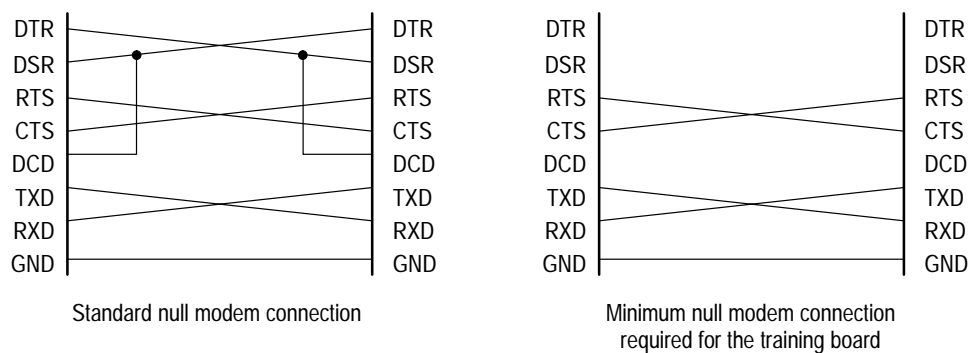 DTR DTR DTR DTR
DSR DSR DSR DSR
RTS RTS RTS RTS
CTS CTS CTS CTS
DCD DCD DCD DCD
TXD TXD TXD TXD
RXD RXD RXD RXD
GND GND GND GND
Standard null modem connection
Minimum null modem connection
required for the training board